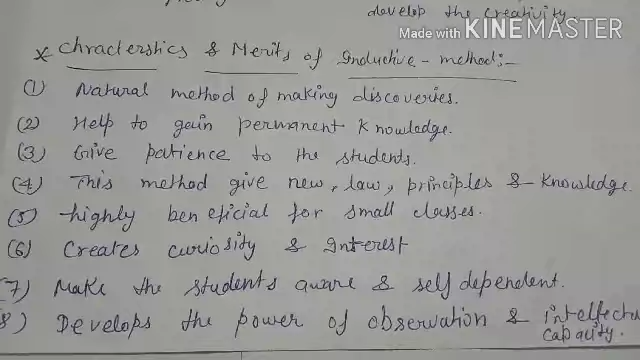 develop the creativity
Made with KINEMASTER
* Chracterstics & Merits of Inductive - method:-
(1) Natural method of making discoveries.
(2) Help to gain permanent Knowledge.
(3) Give patience to the students.
(4) This method give new, law, principles & Knowledge
(5) highly beneficial for small classes.
(6) Creates curiosity & Interest
(7) Make the students aware & self dependent.
8) Develops the power of observation & intellectu
capacity.